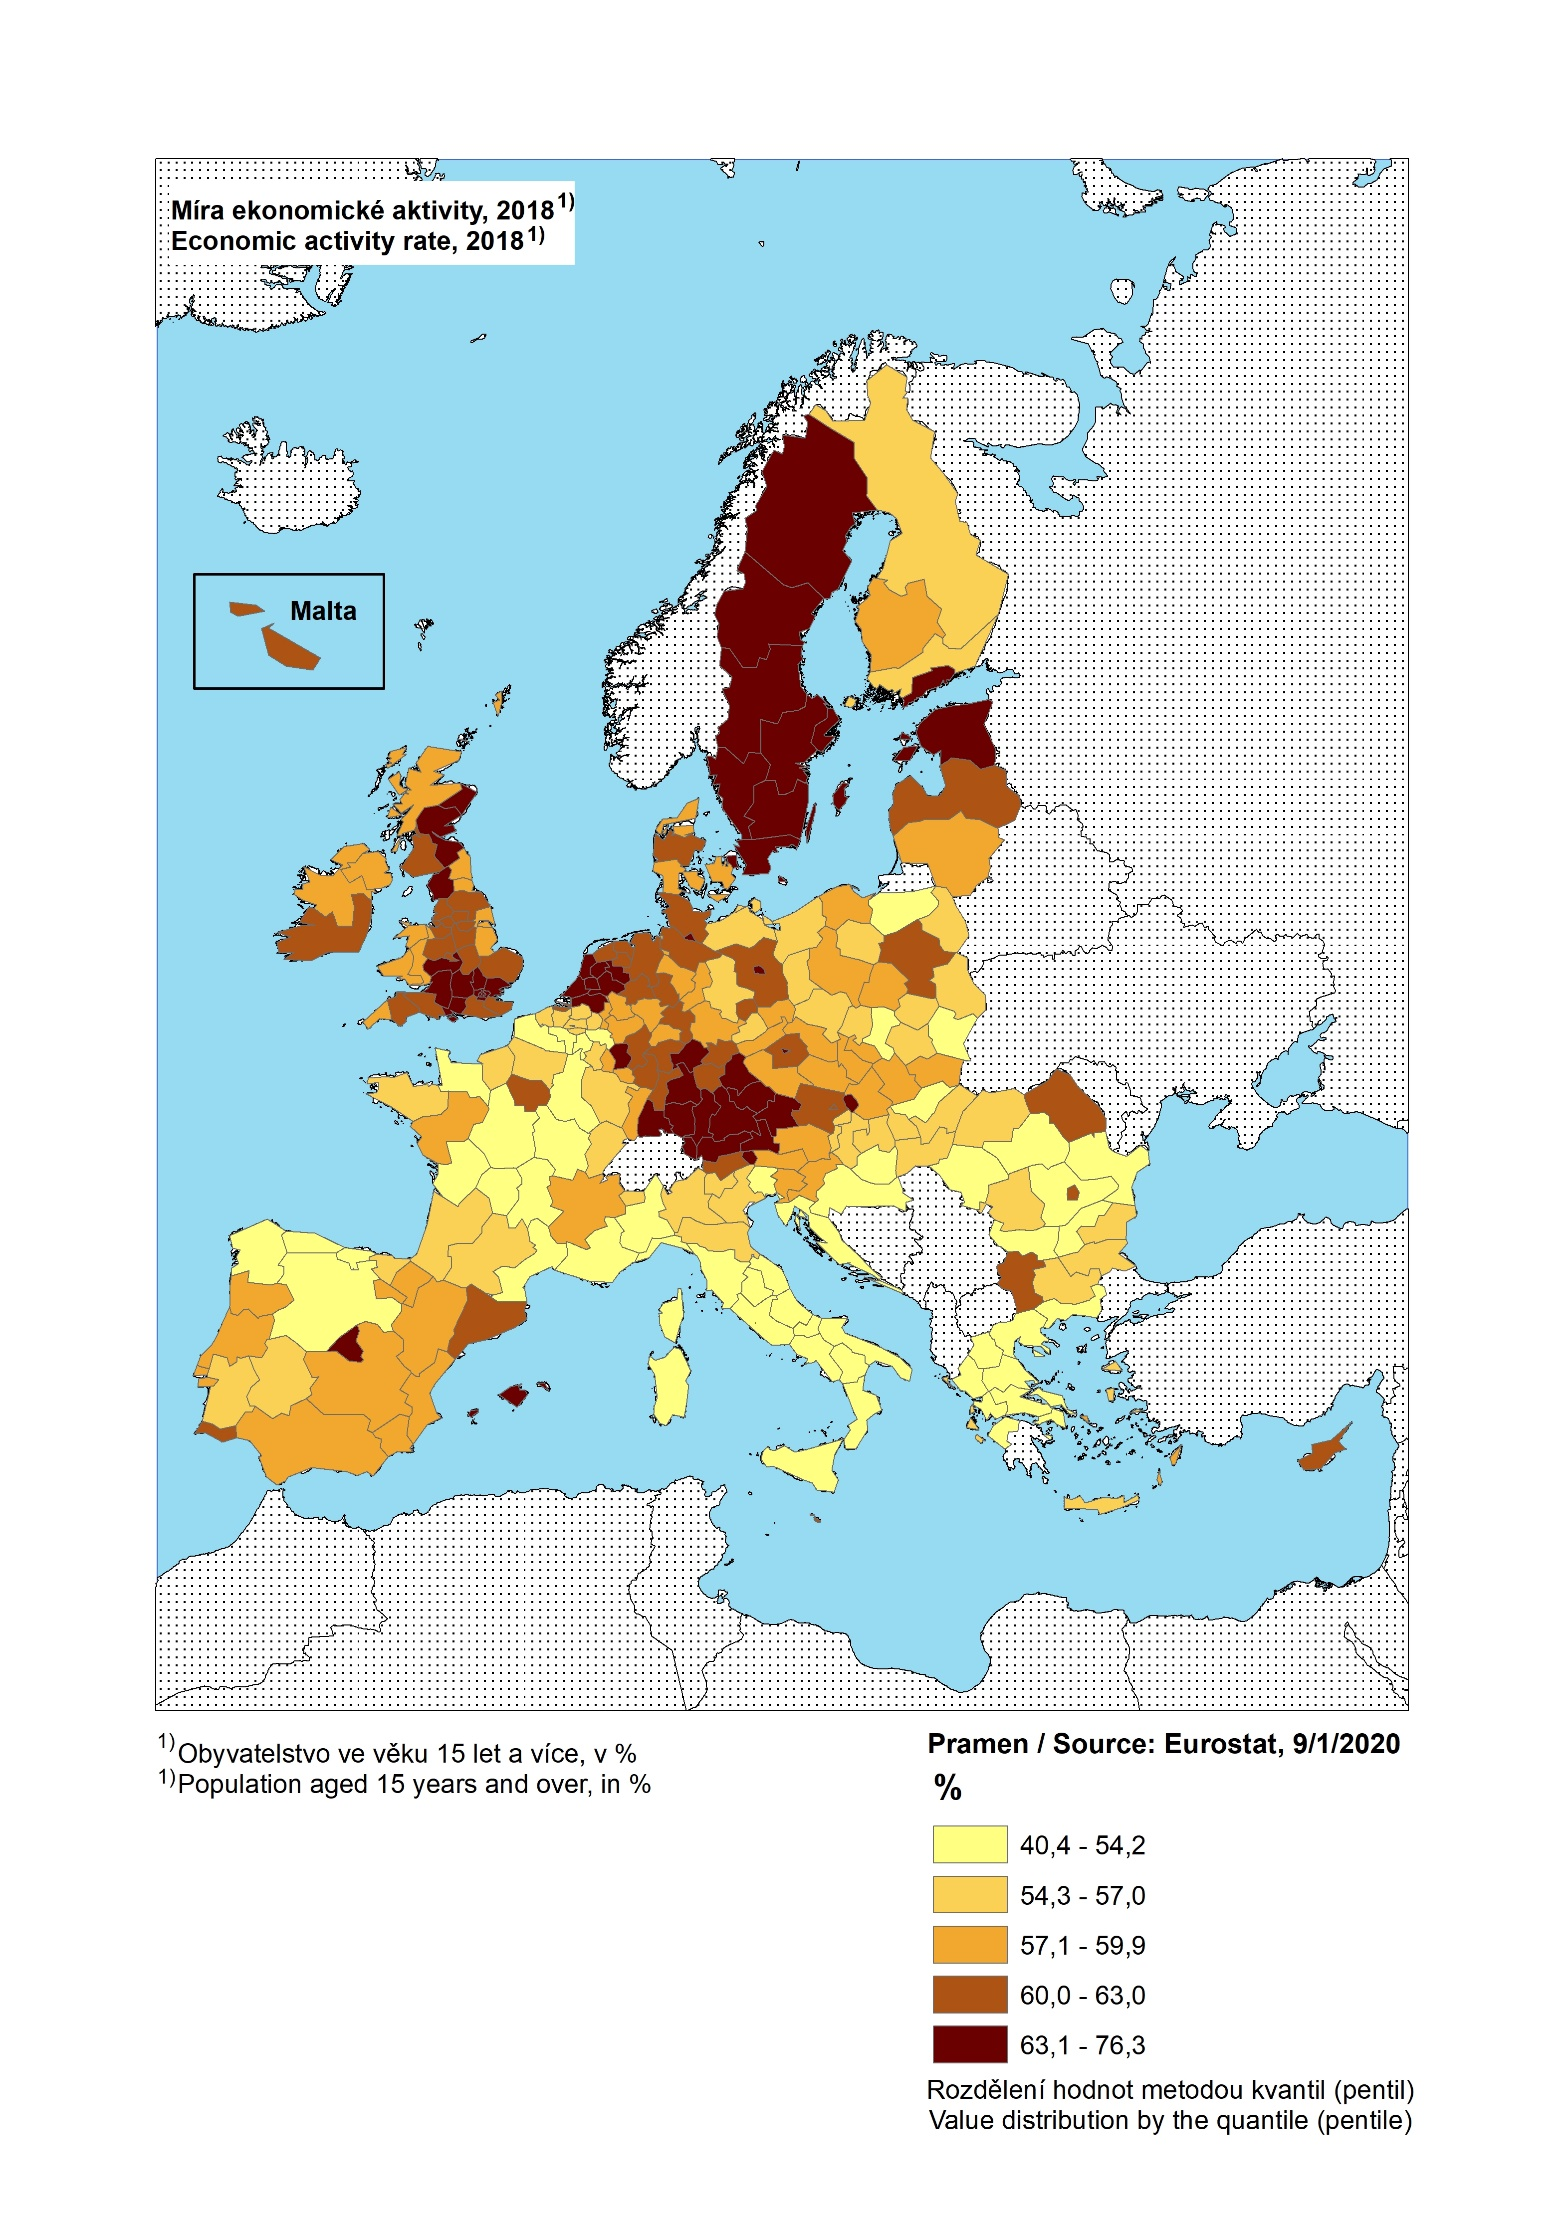 Míra ekonomické aktivity, 2018 1)
Economic activity rate, 2018 1)
Malta
1) Obyvatelstvo ve věku 15 let a více, v %
1) Population aged 15 years and over, in %
Pramen / Source: Eurostat, 9/1/2020
%
40,4 - 54,2
54,3 - 57,0
57,1 - 59,9
60,0 - 63,0
63,1 - 76,3
Rozdělení hodnot metodou kvantil (pentil)
Value distribution by the quantile (pentile)